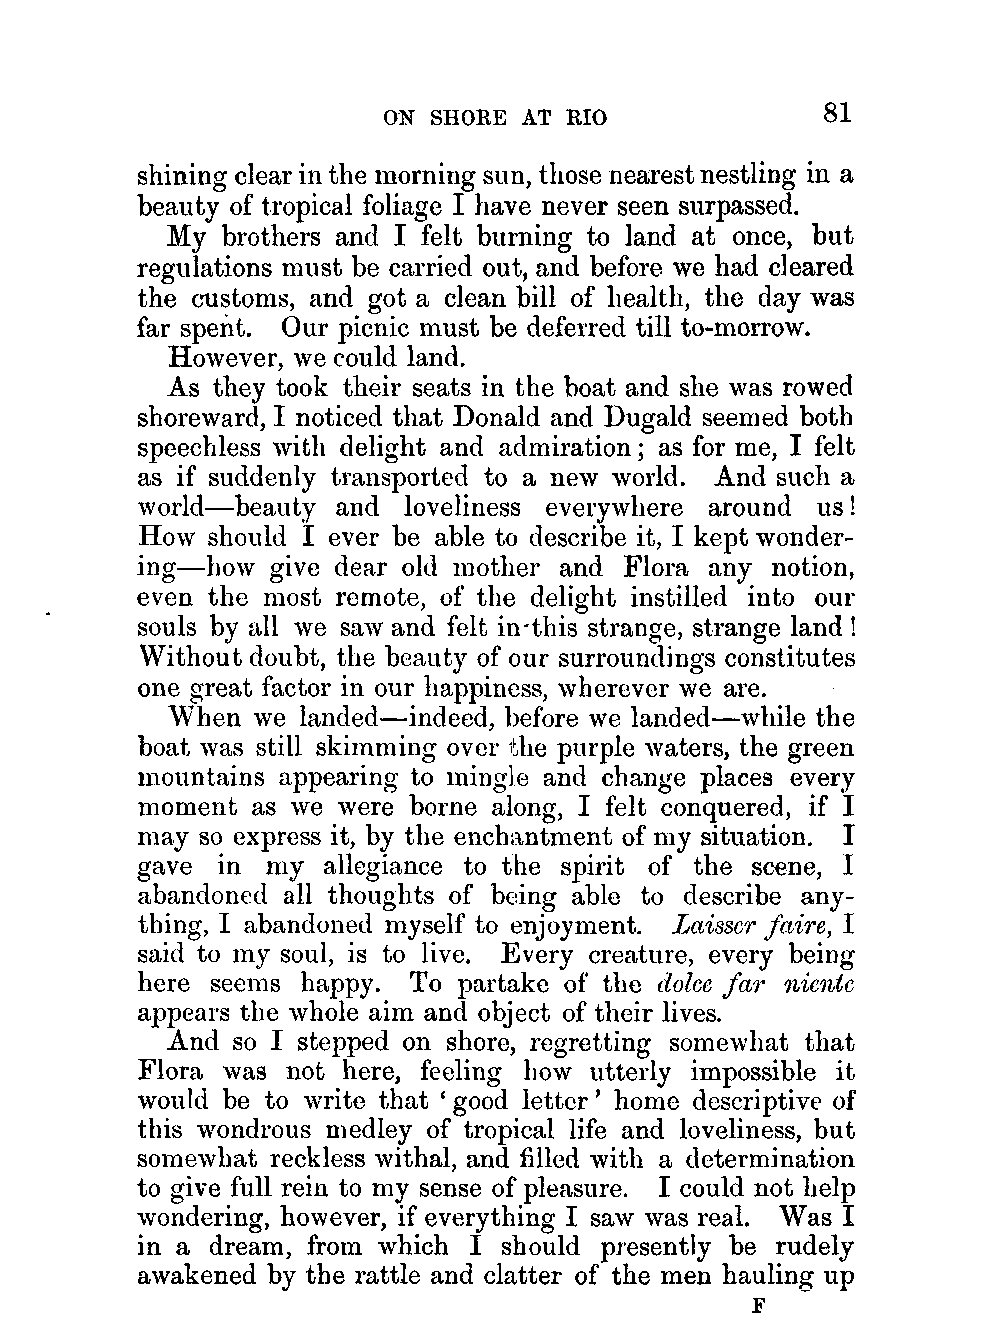 ON SHORE AT RIO 81
shining clear in the morning sun, those nearest nestling in a
beauty of tropical foliage I have never seen surpassed.
My brothers and I felt burning to land at once, but
regulations must be carried out, and before we had cleared
the customs, and got a clean bill of health, the day was
far spent. Our picnic must be deferred till to-morrow.
However, we could land.
As they took their seats in the boat and she was rowed
shoreward, I noticed that Donald and Dugald seemed both
speechless with delight and admiration; as for me, I felt
as if suddenly transported to a new world. And such a
world—beauty and loveliness everywhere around us!
How should I ever be able to describe it, I kept wonder-
ing—how give dear old mother and Flora any notion,
even the most remote, of the delight instilled into our
souls by all we saw and felt in this strange, strange land!
Without doubt, the beauty of our surroundings constitutes
one great factor in our happiness, wherever we are.
When we landed—indeed, before we landed—while the
boat was still skimming over the purple waters, the green
mountains appearing to mingle and change places every
moment as we were borne along, I felt conquered, if I
may so express it, by the enchantment of my situation. I
gave in my allegiance to the spirit of the scene, I
abandoned all thoughts of being able to describe any-
thing, I abandoned myself to enjoyment. Laisser faire, I
said to my soul, is to live. Every creature, every being
here seems happy. To partake of the dolce far niente
appears the whole aim and object of their lives.
And so I stepped on shore, regretting somewhat that
Flora was not here, feeling how utterly impossible it
would be to write that ‘good letter’ home descriptive of
this wondrous medley of tropical life and loveliness, but
somewhat reckless withal, and filled with a determination
to give full rein to my sense of pleasure. I could not help
wondering, however, if everything I saw was real. Was I
in a dream, from which I should presently be rudely
awakened by the rattle and clatter of the men hauling up
F